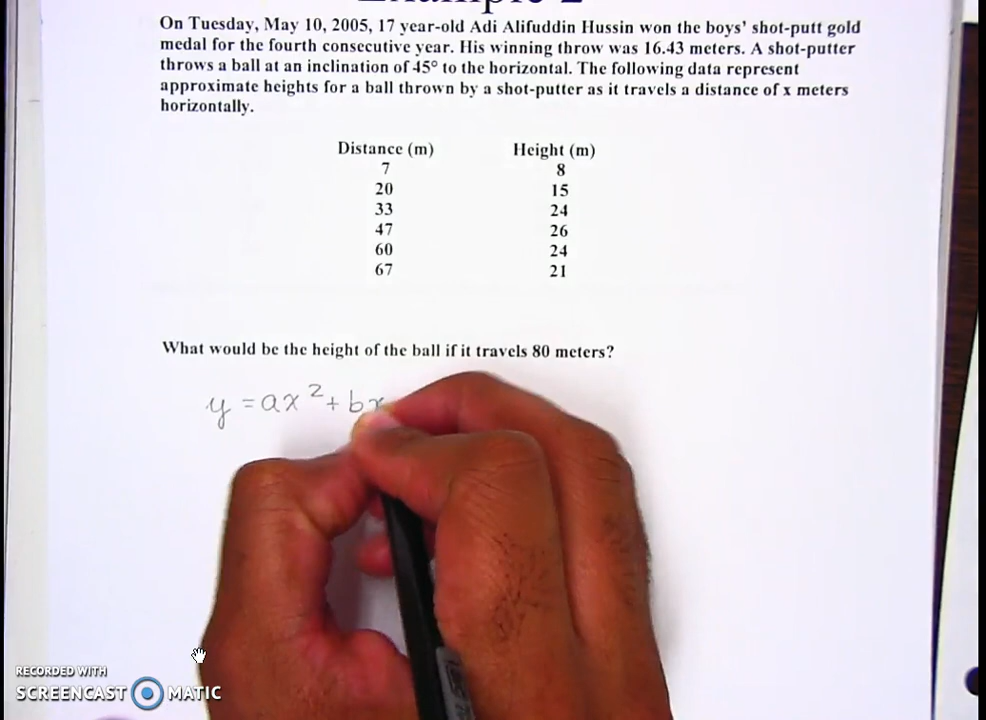 Example 2
On Tuesday, May 10, 2005, 17 year-old Adi Alifuddin Hussin won the boys' shot-putt gold
medal for the fourth consecutive year. His winning throw was 16.43 meters. A shot-putter
throws a ball at an inclination of 45° to the horizontal. The following data represent
approximate heights for a ball thrown by a shot-putter as it travels a distance of x meters
horizontally.
Distance (m) Height (m)
7 8
20 15
33 24
47 26
60 24
67 21
What would be the height of the ball if it travels 80 meters?
y = ax² + bx
RECORDED WITH
SCREENCAST MATIC